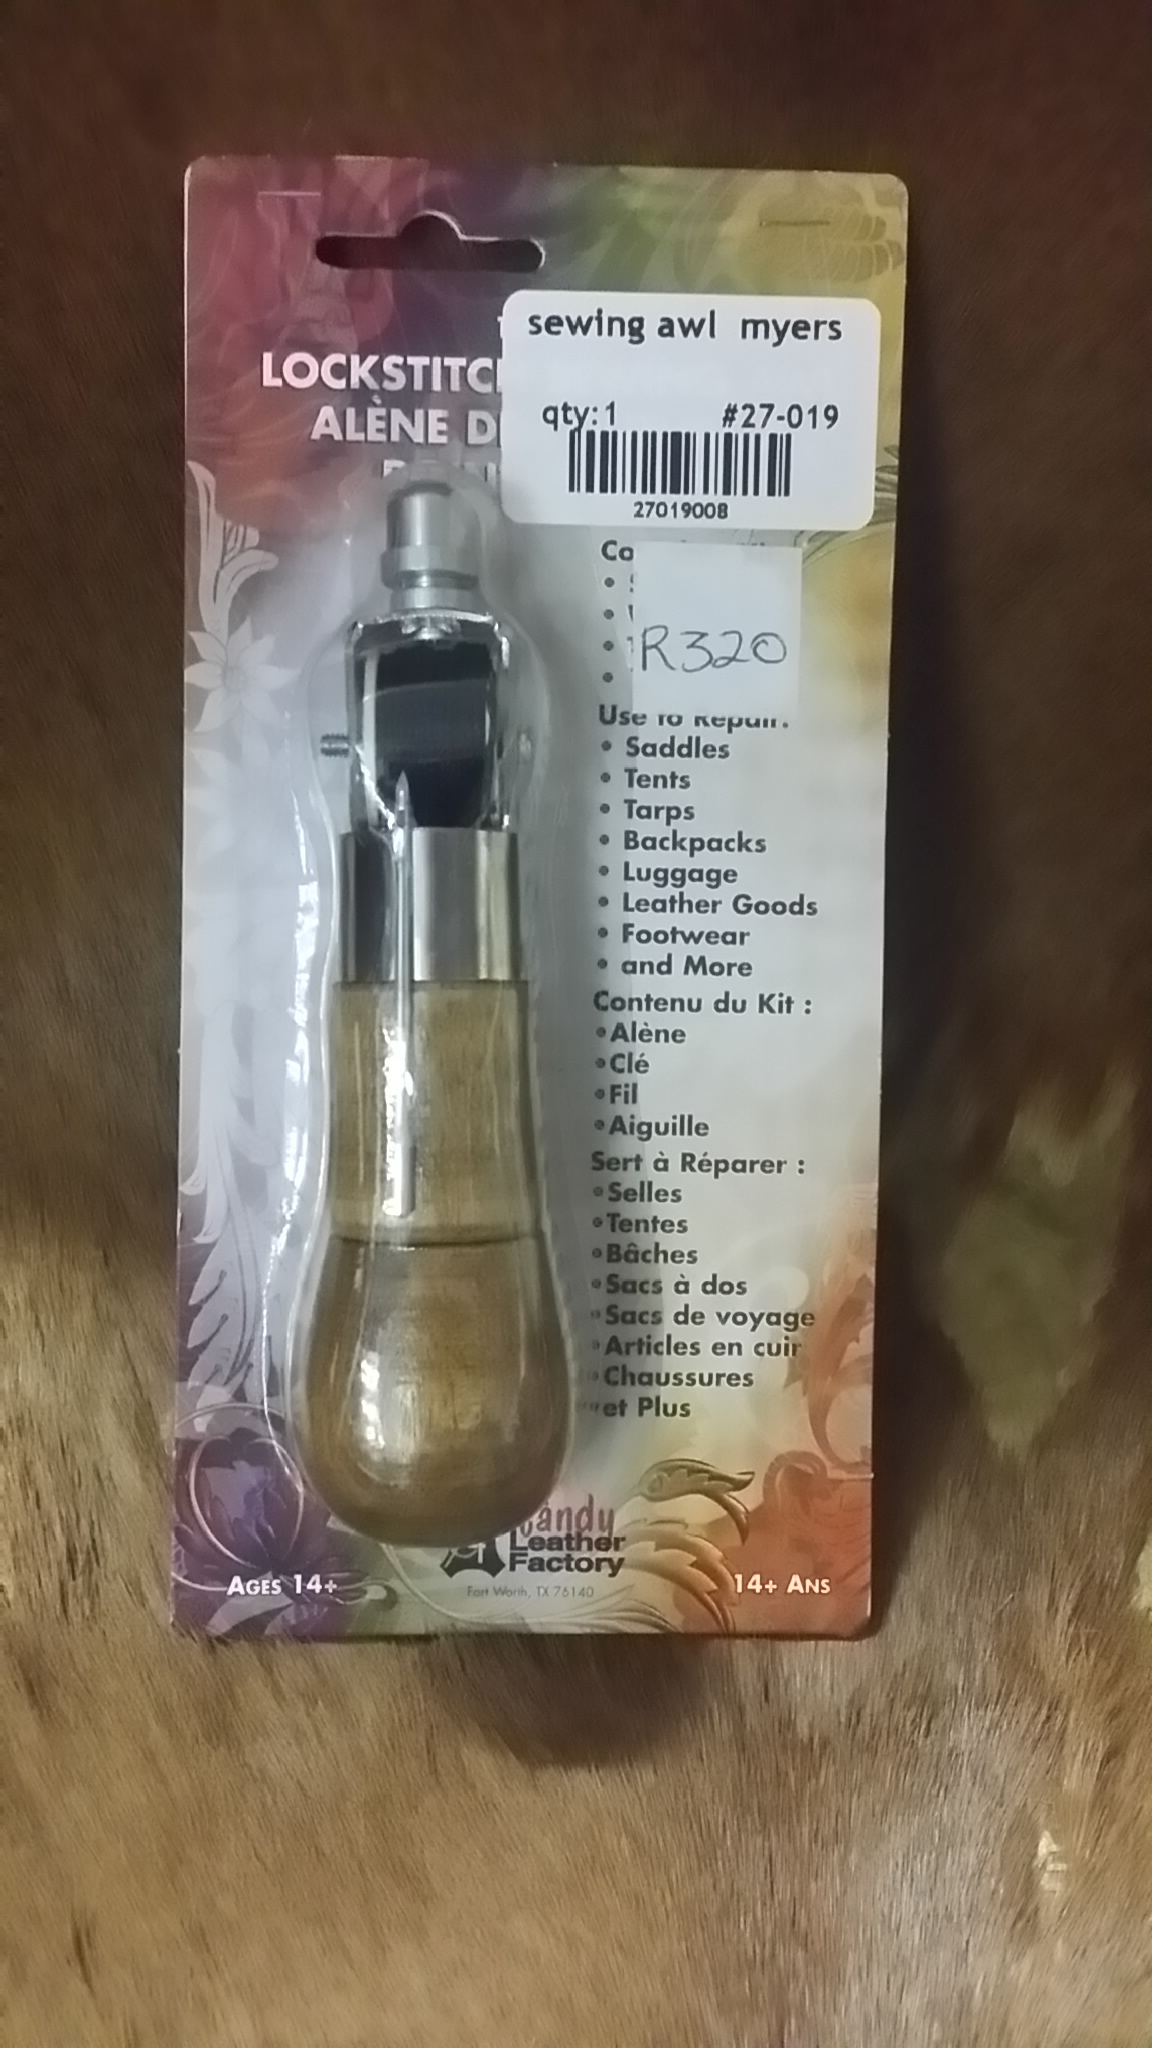 sewing awl myers
qty:1 #27-019
27019008
LOCKSTITCH
ALÈNE
R320
Use to Repair:
• Saddles
• Tents
• Tarps
• Backpacks
• Luggage
• Leather Goods
• Footwear
• and More
Contenu du Kit :
•Alène
•Clé
•Fil
•Aiguille
Sert à Réparer :
•Selles
•Tentes
•Bâches
•Sacs à dos
•Sacs de voyage
•Articles en cuir
•Chaussures
et Plus
Tandy
Leather
Factory
Fort Worth, TX 76140
AGES 14+
14+ ANS